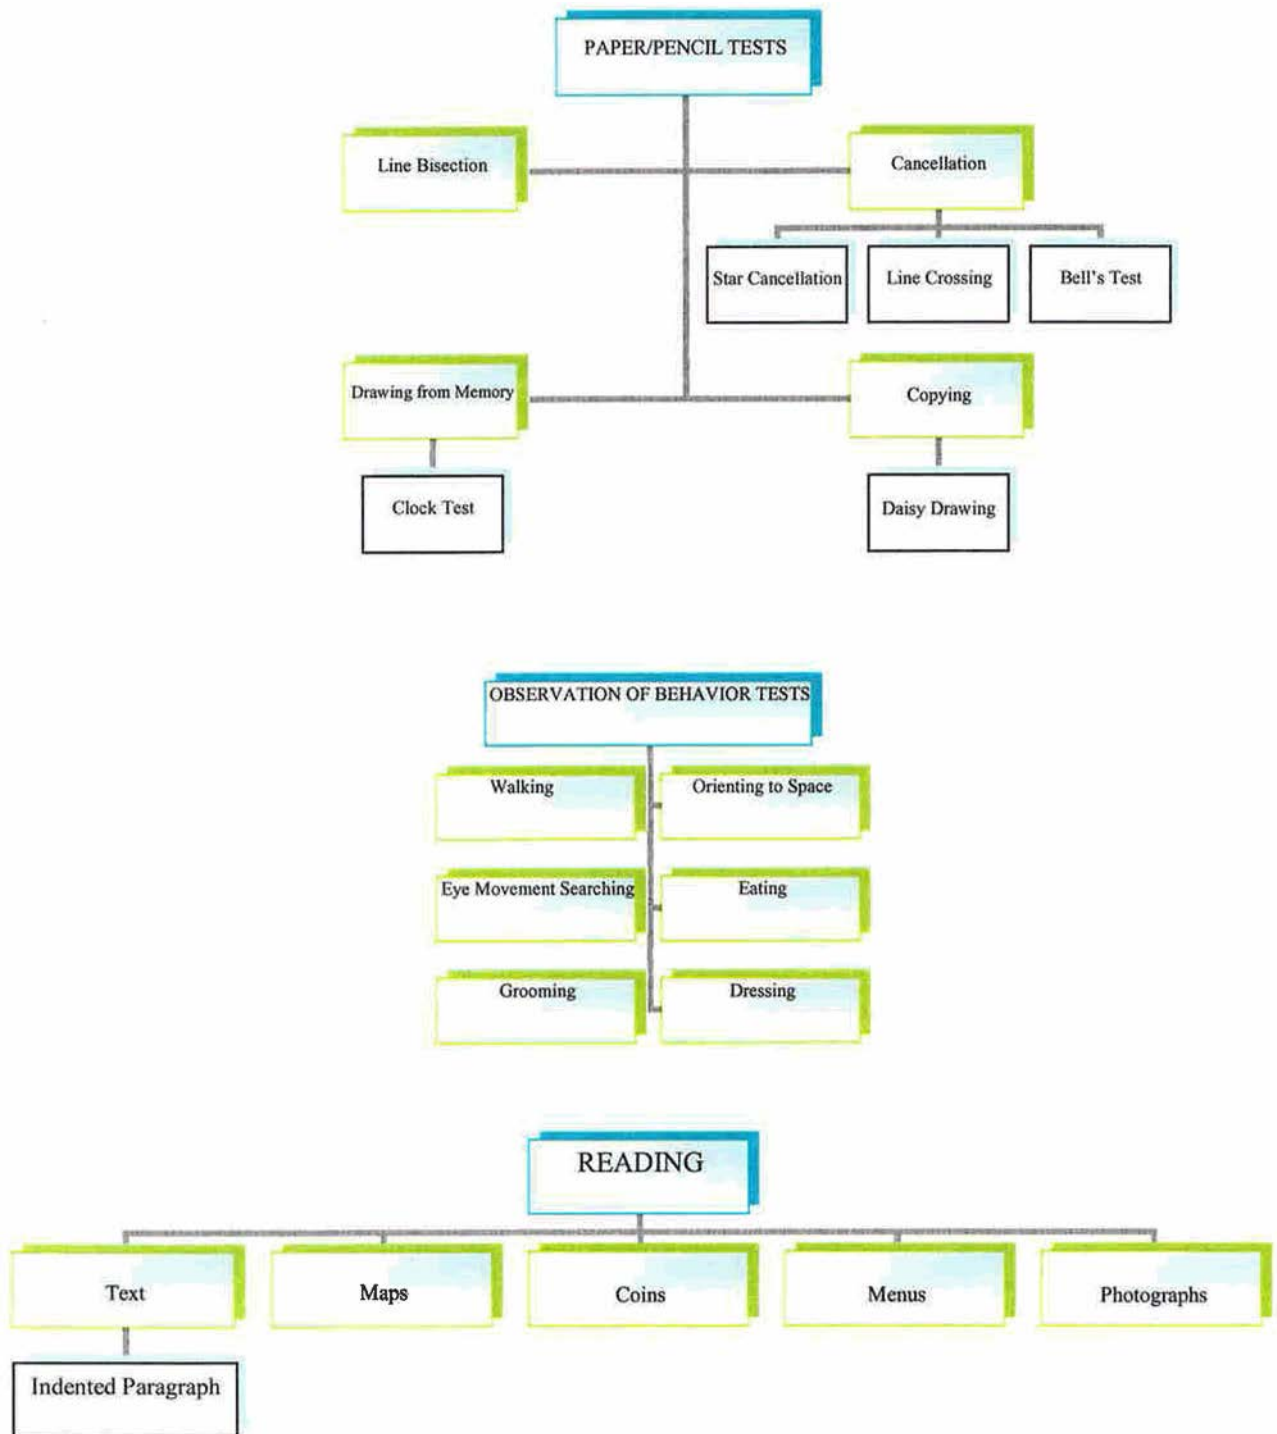 PAPER/PENCIL TESTS
Line Bisection
Cancellation
Star Cancellation
Line Crossing
Bell's Test
Drawing from Memory
Copying
Clock Test
Daisy Drawing
OBSERVATION OF BEHAVIOR TESTS
Walking
Orienting to Space
Eye Movement Searching
Eating
Grooming
Dressing
READING
Text
Maps
Coins
Menus
Photographs
Indented Paragraph